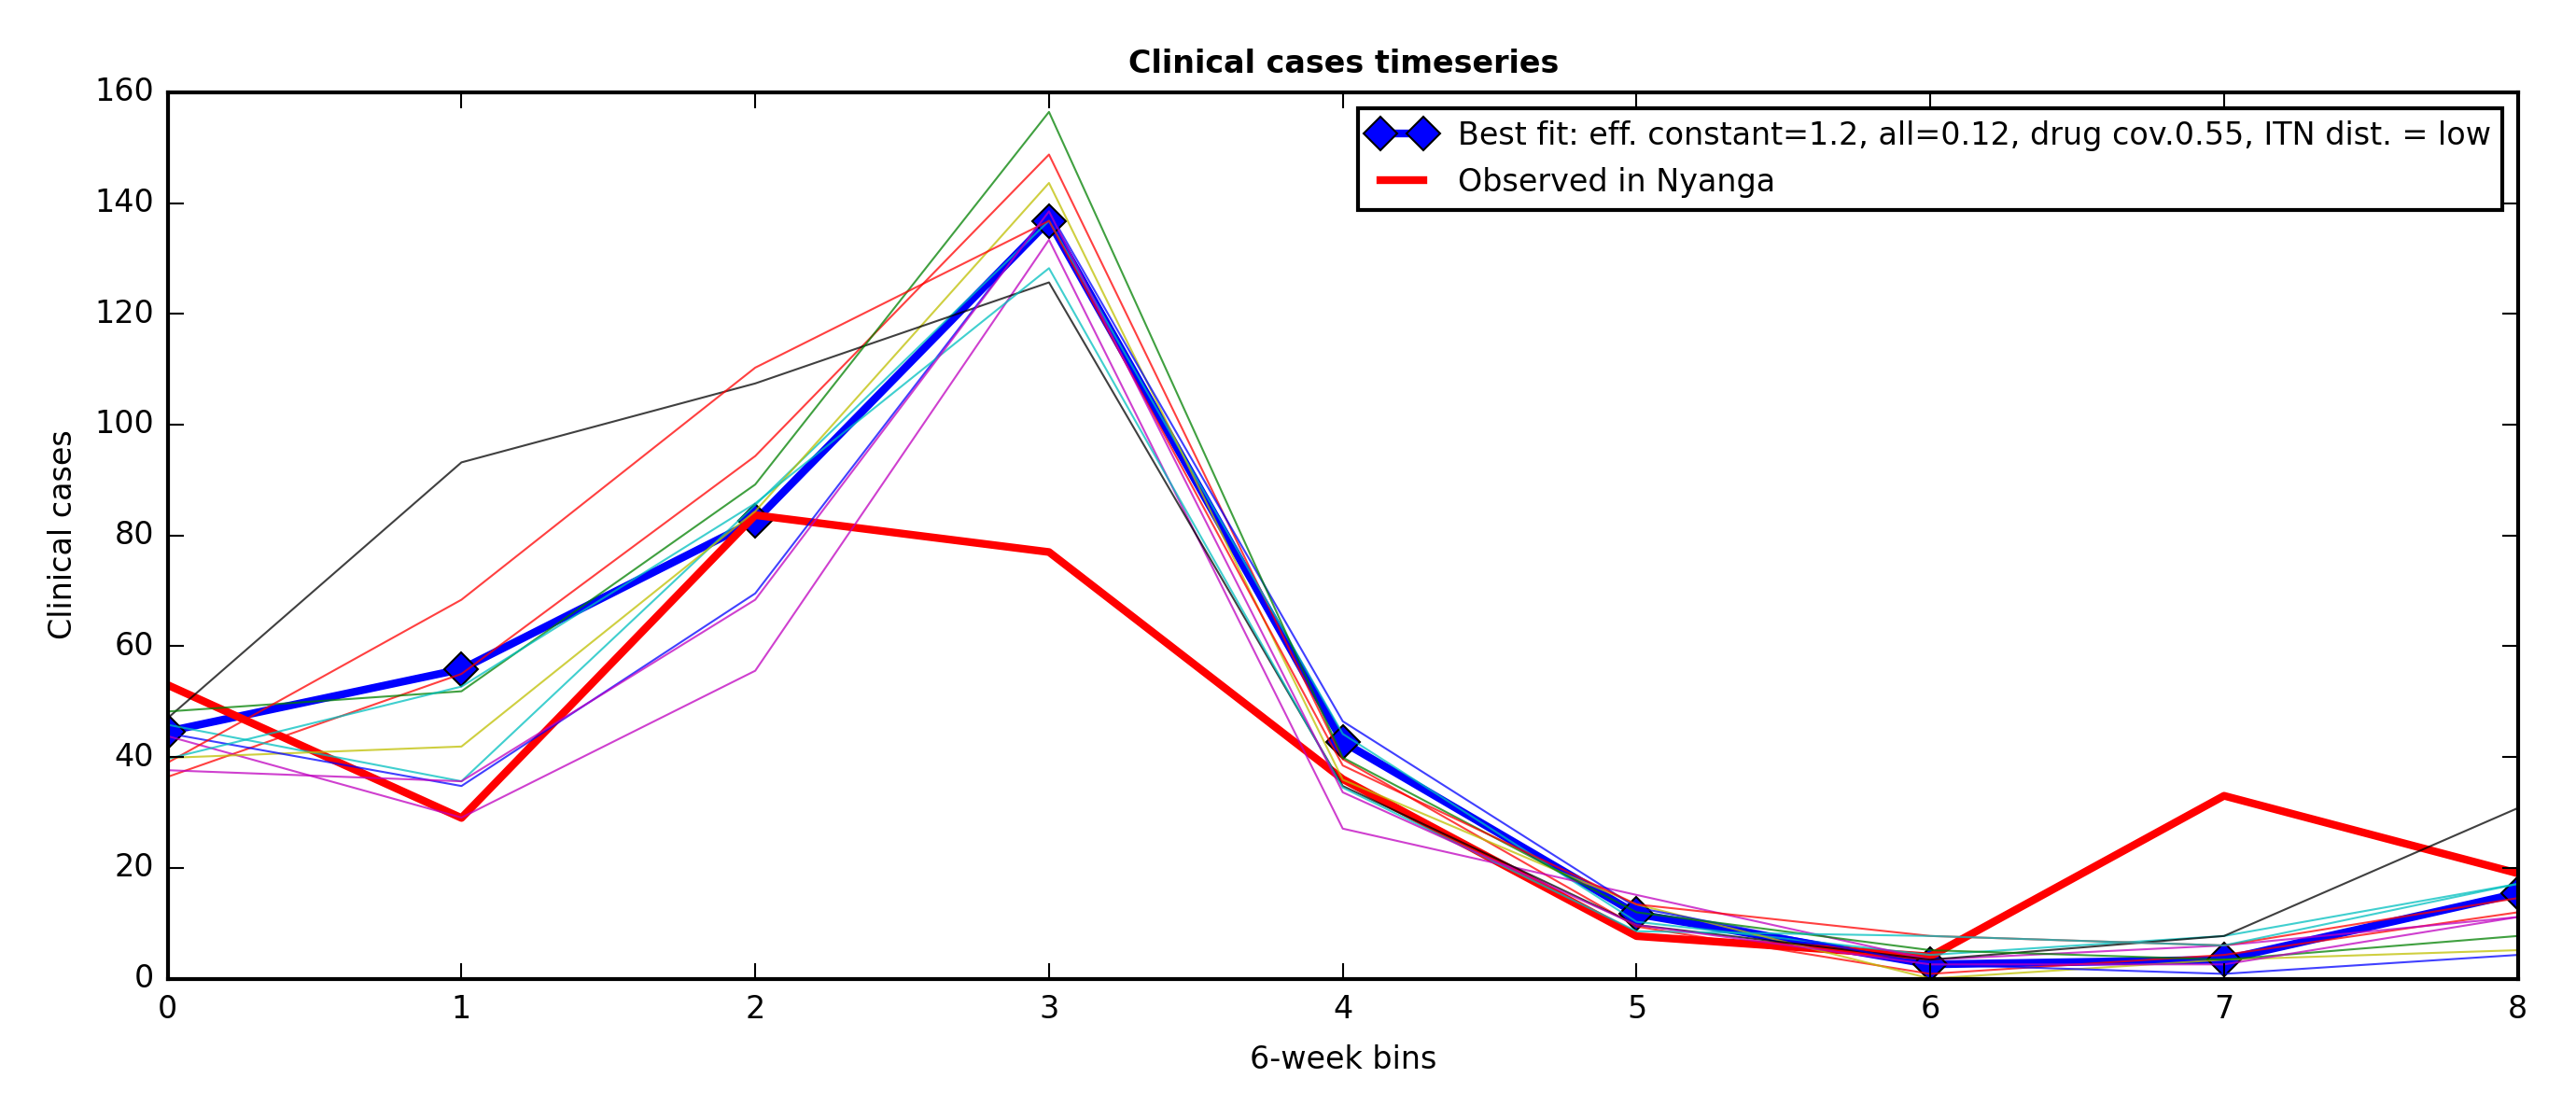 Clinical cases timeseries
160
140
120
100
80
60
40
20
0
Clinical cases
Best fit: eff. constant=1.2, all=0.12, drug cov.0.55, ITN dist. = low
Observed in Nyanga
0 1 2 3 4 5 6 7 8
6-week bins